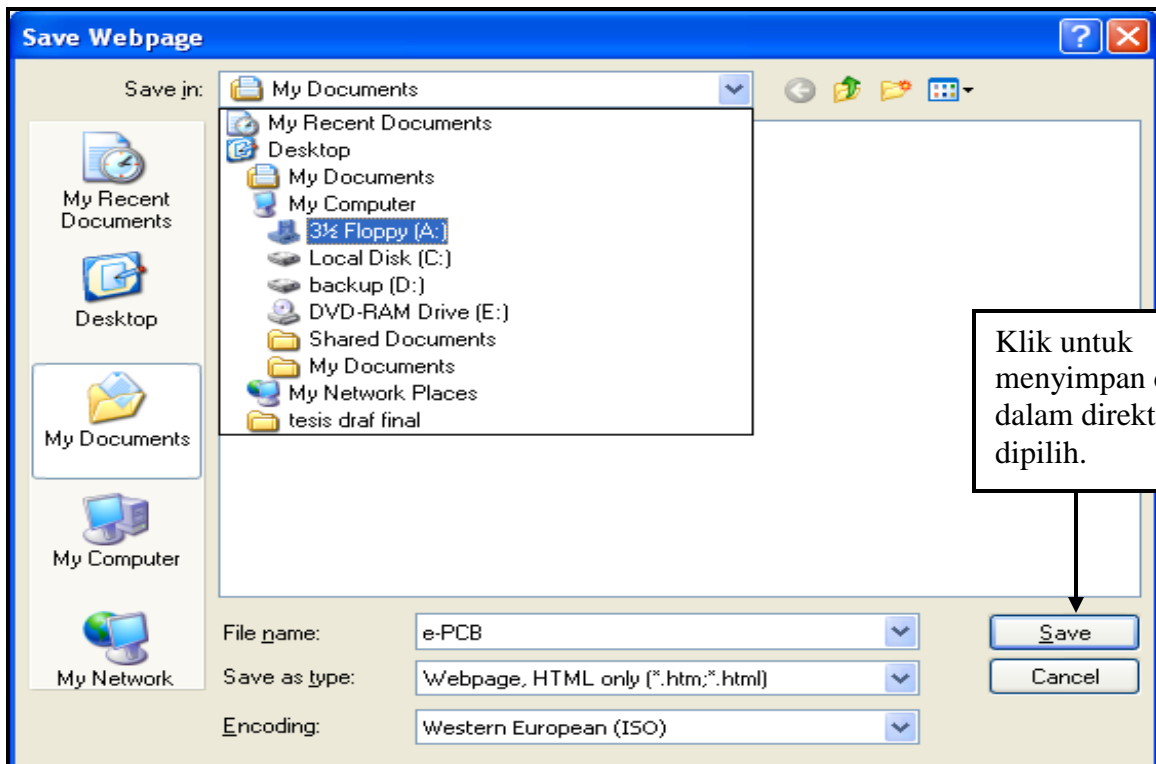 Save Webpage
Save in: My Documents
My Recent Documents
Desktop
My Documents
My Computer
3½ Floppy (A:)
Local Disk (C:)
backup (D:)
DVD-RAM Drive (E:)
Shared Documents
My Documents
My Network Places
tesis draf final
My Recent
Documents
Desktop
My Documents
My Computer
My Network
Klik untuk
menyimpan
dalam
dipilih.
File name: e-PCB
Save
Save as type: Webpage, HTML only (*.htm;*.html)
Cancel
Encoding: Western European (ISO)